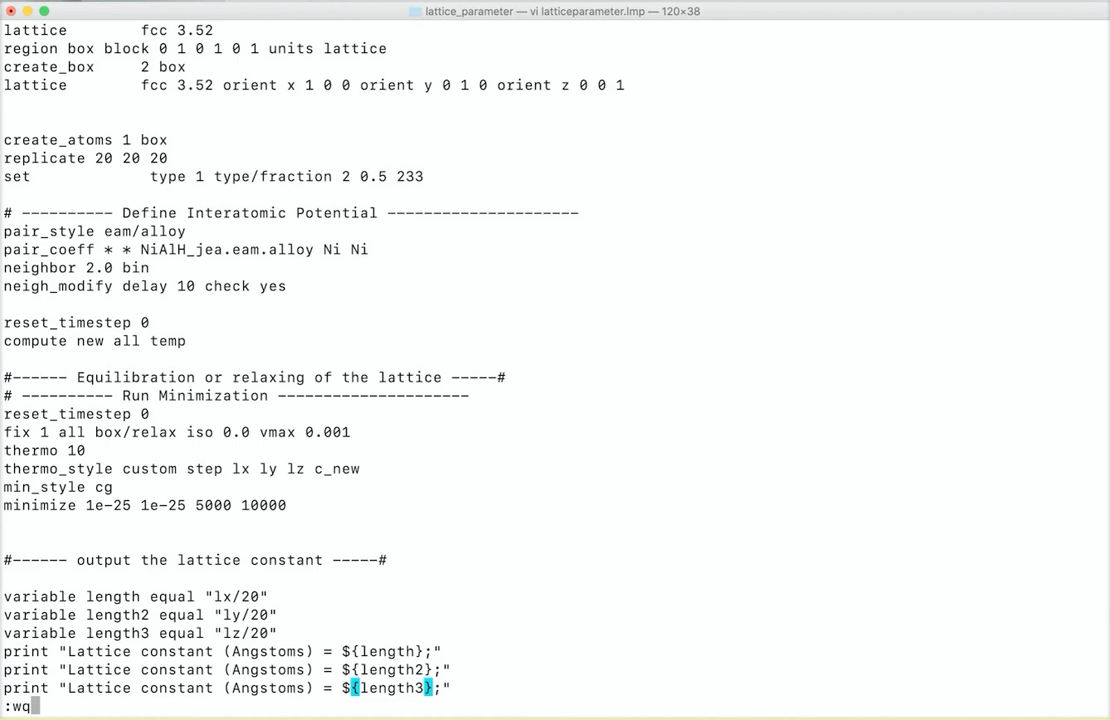 lattice_parameter — vi latticeparameter.lmp — 120×38
lattice         fcc 3.52
region box block 0 1 0 1 0 1 units lattice
create_box     2 box
lattice        fcc 3.52 orient x 1 0 0 orient y 0 1 0 orient z 0 0 1
create_atoms 1 box
replicate 20 20 20
set             type 1 type/fraction 2 0.5 233
# ---------- Define Interatomic Potential ---------------------
pair_style eam/alloy
pair_coeff * * NiAlH_jea.eam.alloy Ni Ni
neighbor 2.0 bin
neigh_modify delay 10 check yes
reset_timestep 0
compute new all temp
#------ Equilibration or relaxing of the lattice -----#
# ---------- Run Minimization ---------------------
reset_timestep 0
fix 1 all box/relax iso 0.0 vmax 0.001
thermo 10
thermo_style custom step lx ly lz c_new
min_style cg
minimize 1e-25 1e-25 5000 10000
#------ output the lattice constant -----#
variable length equal "lx/20"
variable length2 equal "ly/20"
variable length3 equal "lz/20"
print "Lattice constant (Angstoms) = ${length};"
print "Lattice constant (Angstoms) = ${length2};"
print "Lattice constant (Angstoms) = ${length3};"
:wq